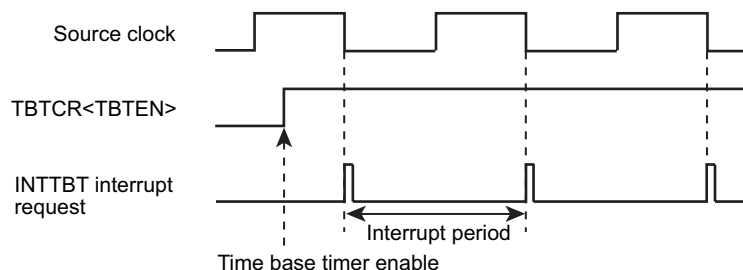 Source clock
TBTCR<TBTEN>
INTTBT interrupt
request
Interrupt period
Time base timer enable